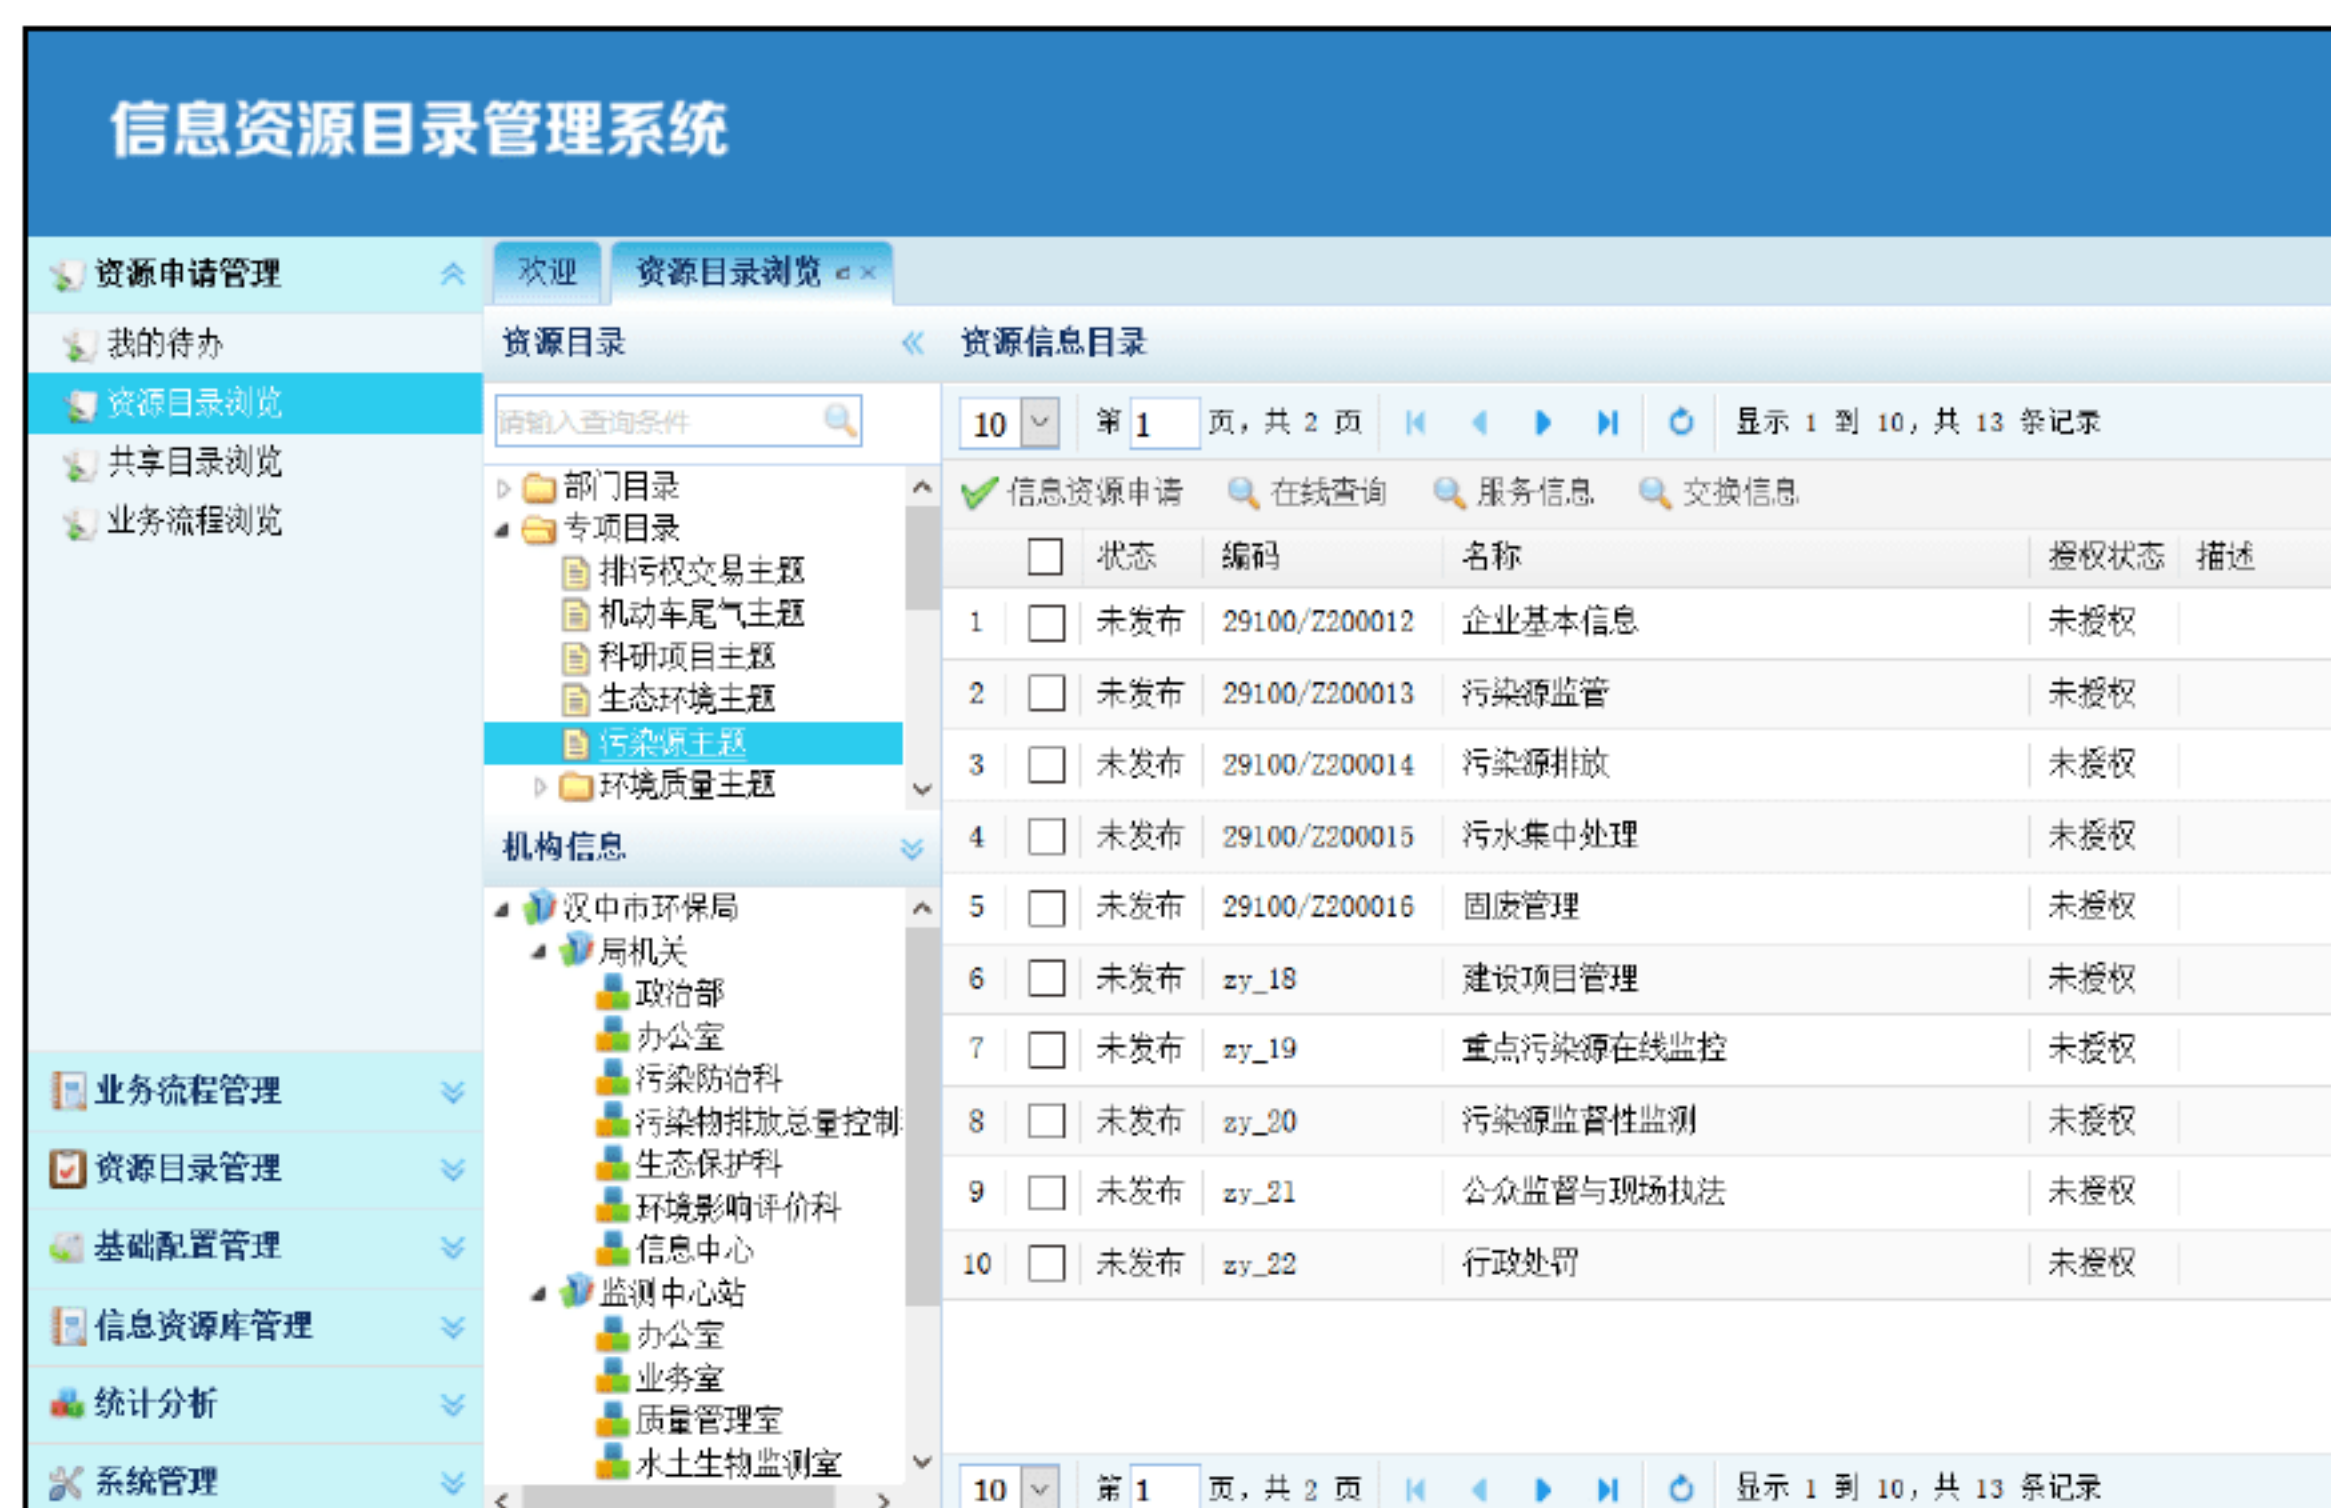 信息资源目录管理系统
资源申请管理
我的待办
资源目录浏览
共享目录浏览
业务流程浏览
业务流程管理
资源目录管理
基础配置管理
信息资源库管理
统计分析
系统管理
欢迎 资源目录浏览
资源目录
请输入查询条件
部门目录
专项目录
排污权交易主题
机动车尾气主题
科研项目主题
生态环境主题
污染源主题
环境质量主题
机构信息
汉中市环保局
局机关
政治部
办公室
污染防治科
污染物排放总量控制
生态保护科
环境影响评价科
信息中心
监测中心站
办公室
业务室
质量管理室
水土生物监测室
资源信息目录
10 第 1 页，共 2 页 显示 1 到 10，共 13 条记录
信息资源申请 在线查询 服务信息 交换信息
状态 编码 名称 授权状态 描述
1 未发布 29100/Z200012 企业基本信息 未授权
2 未发布 29100/Z200013 污染源监管 未授权
3 未发布 29100/Z200014 污染源排放 未授权
4 未发布 29100/Z200015 污水集中处理 未授权
5 未发布 29100/Z200016 固废管理 未授权
6 未发布 zy_18 建设项目管理 未授权
7 未发布 zy_19 重点污染源在线监控 未授权
8 未发布 zy_20 污染源监督性监测 未授权
9 未发布 zy_21 公众监督与现场执法 未授权
10 未发布 zy_22 行政处罚 未授权
10 第 1 页，共 2 页 显示 1 到 10，共 13 条记录